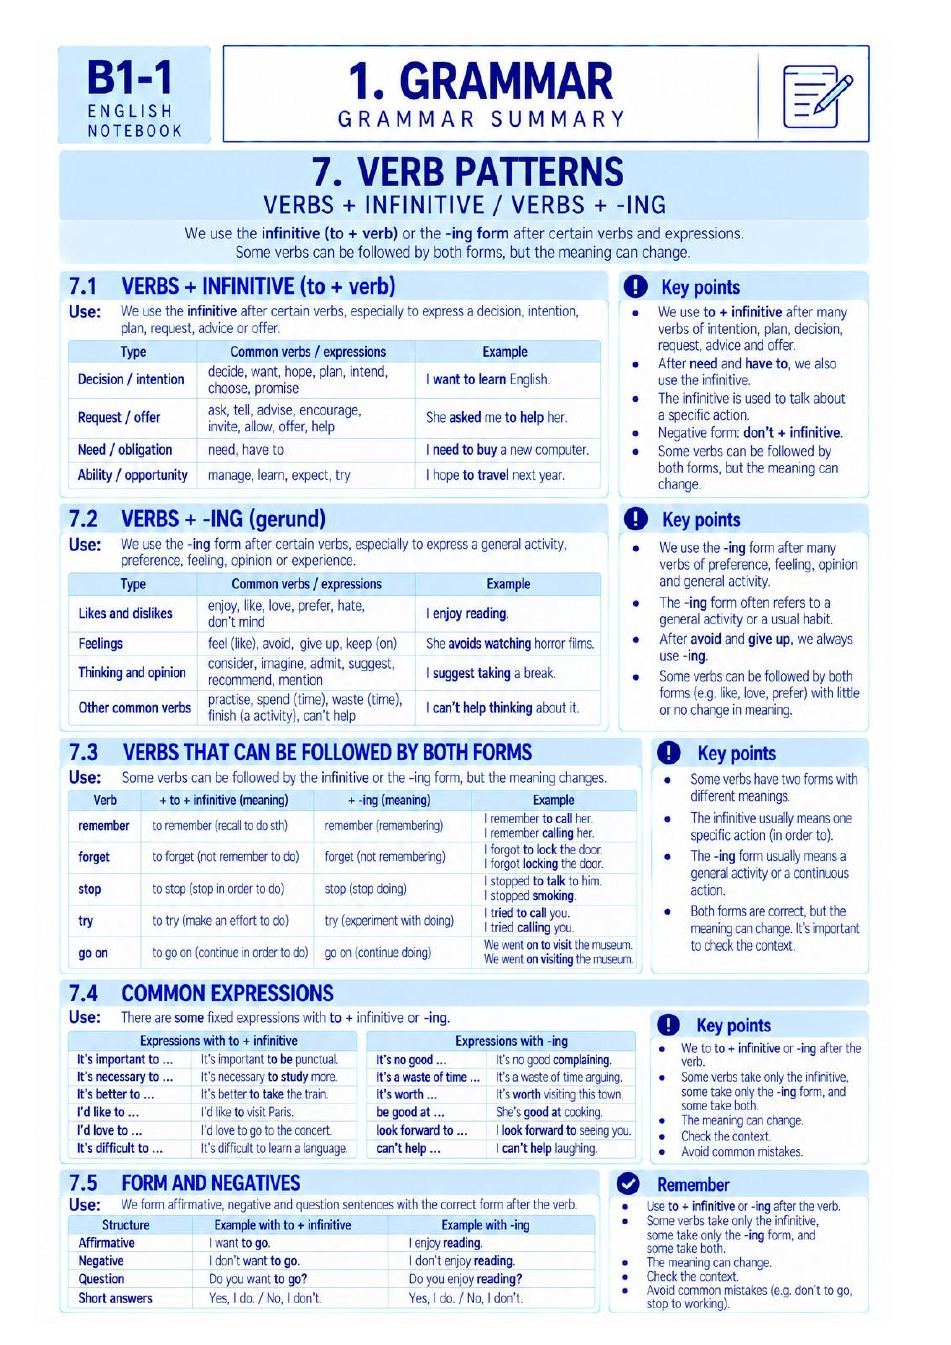 B1-1
ENGLISH
NOTEBOOK
1. GRAMMAR
GRAMMAR SUMMARY
7. VERB PATTERNS
VERBS + INFINITIVE / VERBS + -ING
We use the infinitive (to + verb) or the -ing form after certain verbs and expressions.
Some verbs can be followed by both forms, but the meaning can change.
7.1 VERBS + INFINITIVE (to + verb)
Use: We use the infinitive after certain verbs, especially to express a decision, intention,
plan, request, advice or offer.
Type Common verbs / expressions Example
Decision / intention decide, want, hope, plan, intend, choose, promise I want to learn English.
Request / offer ask, tell, advise, encourage, invite, allow, offer, help She asked me to help her.
Need / obligation need, have to I need to buy a new computer.
Ability / opportunity manage, learn, expect, try I hope to travel next year.
Key points
• We use to + infinitive after many
verbs of intention, plan, decision,
request, advice and offer.
• After need and have to, we also
use the infinitive.
• The infinitive is used to talk about
a specific action.
• Negative form: don't + infinitive.
• Some verbs can be followed by
both forms, but the meaning can
change.
7.2 VERBS + -ING (gerund)
Use: We use the -ing form after certain verbs, especially to express a general activity,
preference, feeling, opinion or experience.
Type Common verbs / expressions Example
Likes and dislikes enjoy, like, love, prefer, hate, don't mind I enjoy reading.
Feelings feel (like), avoid, give up, keep (on) She avoids watching horror films.
Thinking and opinion consider, imagine, admit, suggest, recommend, mention I suggest taking a break.
Other common verbs practise, spend (time), waste (time), finish (a activity), can't help I can't help thinking about it.
Key points
• We use the -ing form after many
verbs of preference, feeling, opinion
and general activity.
• The -ing form often refers to a
general activity or a usual habit.
• After avoid and give up, we always
use -ing.
• Some verbs can be followed by both
forms (e.g. like, love, prefer) with little
or no change in meaning.
7.3 VERBS THAT CAN BE FOLLOWED BY BOTH FORMS
Use: Some verbs can be followed by the infinitive or the -ing form, but the meaning changes.
Verb + to + infinitive (meaning) + -ing (meaning) Example
remember to remember (recall to do sth) remember (remembering) I remember to call her.
I remember calling her.
forget to forget (not remember to do) forget (not remembering) I forgot to lock the door.
I forgot locking the door.
stop to stop (stop in order to do) stop (stop doing) I stopped to talk to him.
I stopped smoking.
try to try (make an effort to do) try (experiment with doing) I tried to call you.
I tried calling you.
go on to go on (continue in order to do) go on (continue doing) We went on to visit the museum.
We went on visiting the museum.
Key points
• Some verbs have two forms with
different meanings.
• The infinitive usually means one
specific action (in order to).
• The -ing form usually means a
general activity or a continuous
action.
• Both forms are correct, but the
meaning can change. It's important
to check the context.
7.4 COMMON EXPRESSIONS
Use: There are some fixed expressions with to + infinitive or -ing.
Expressions with to + infinitive
It's important to ... It's important to be punctual.
It's necessary to ... It's necessary to study more.
It's better to ... It's better to take the train.
I'd like to ... I'd like to visit Paris.
I'd love to ... I'd love to go to the concert.
It's difficult to ... It's difficult to learn a language.
Expressions with -ing
It's no good ... It's no good complaining.
It's a waste of time ... It's a waste of time arguing.
It's worth ... It's worth visiting this town.
be good at ... She's good at cooking.
look forward to ... I look forward to seeing you.
can't help ... I can't help laughing.
Key points
• We to to + infinitive or -ing after the
verb.
• Some verbs take only the infinitive,
some take only the -ing form, and
some take both.
• The meaning can change.
• Check the context.
• Avoid common mistakes.
7.5 FORM AND NEGATIVES
Use: We form affirmative, negative and question sentences with the correct form after the verb.
Structure Example with to + infinitive Example with -ing
Affirmative I want to go. I enjoy reading.
Negative I don't want to go. I don't enjoy reading.
Question Do you want to go? Do you enjoy reading?
Short answers Yes, I do. / No, I don't. Yes, I do. / No, I don't.
Remember
• Use to + infinitive or -ing after the verb.
• Some verbs take only the infinitive,
some take only the -ing form, and
some take both.
• The meaning can change.
• Check the context.
• Avoid common mistakes (e.g. don't to go,
stop to working).